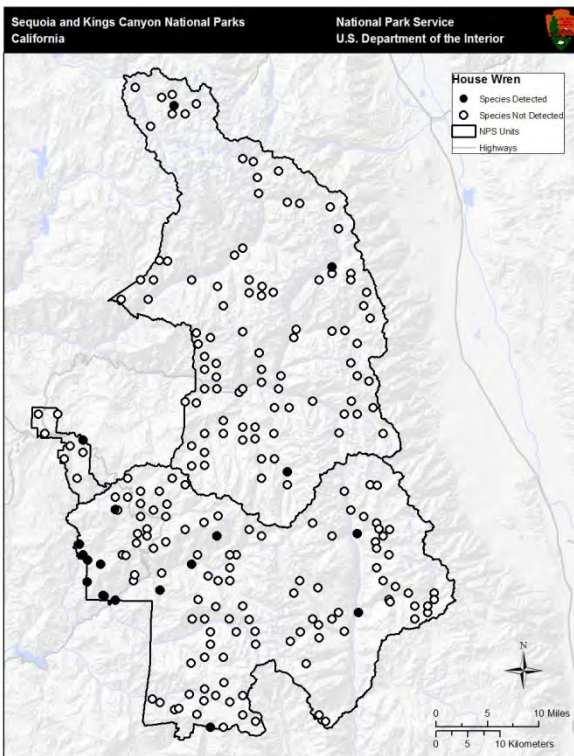 Sequoia and Kings Canyon National Parks
California
National Park Service
U.S. Department of the Interior
House Wren
Species Detected
Species Not Detected
NPS Units
Highways
N
0 5 10 Miles
0 5 10 Kilometers